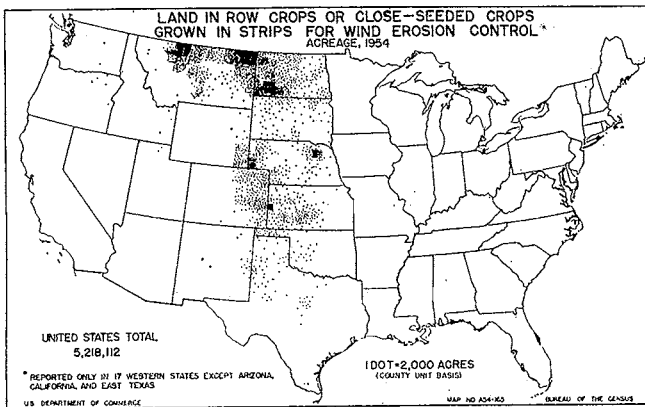 LAND IN ROW CROPS OR CLOSE-SEEDED CROPS
GROWN IN STRIPS FOR WIND EROSION CONTROL*
ACREAGE, 1954
UNITED STATES TOTAL
5,218,112
* REPORTED ONLY IN 17 WESTERN STATES EXCEPT ARIZONA,
CALIFORNIA, AND EAST TEXAS
1 DOT=2,000 ACRES
(COUNTY UNIT BASIS)
U.S. DEPARTMENT OF COMMERCE
MAP NO. A54-165
BUREAU OF THE CENSUS